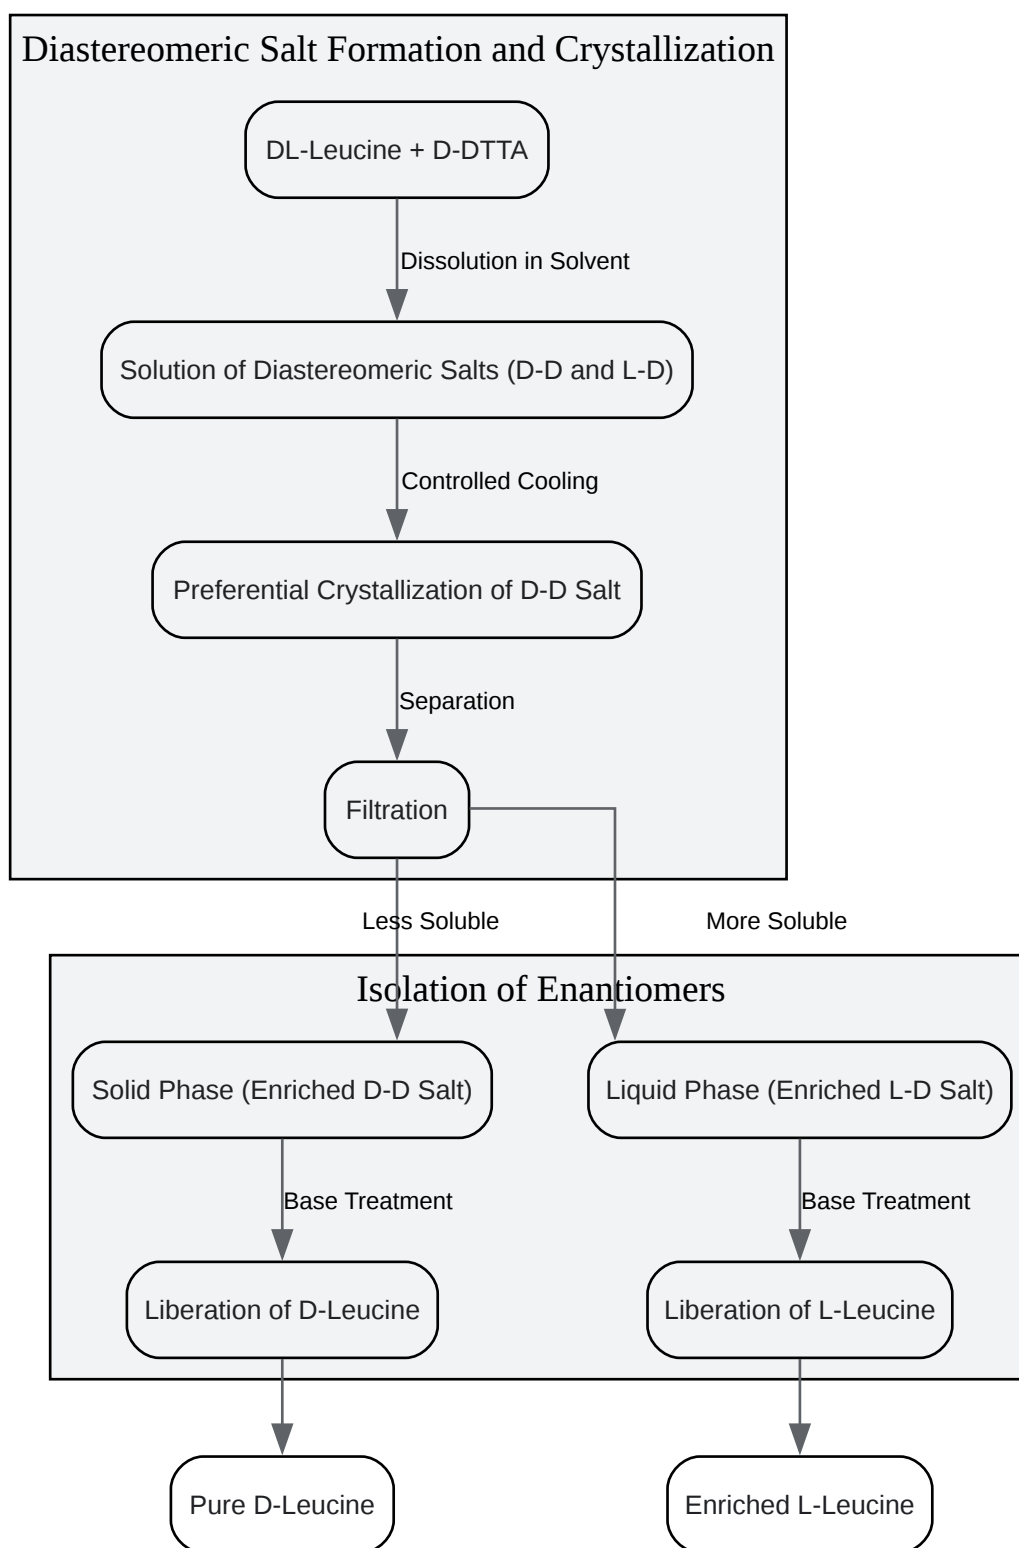 Diastereomeric Salt Formation and Crystallization
DL-Leucine + D-DTTA
Dissolution in Solvent
Solution of Diastereomeric Salts (D-D and L-D)
Controlled Cooling
Preferential Crystallization of D-D Salt
Separation
Filtration
Less Soluble
More Soluble
Isolation of Enantiomers
Solid Phase (Enriched D-D Salt)
Liquid Phase (Enriched L-D Salt)
Base Treatment
Base Treatment
Liberation of D-Leucine
Liberation of L-Leucine
Pure D-Leucine
Enriched L-Leucine